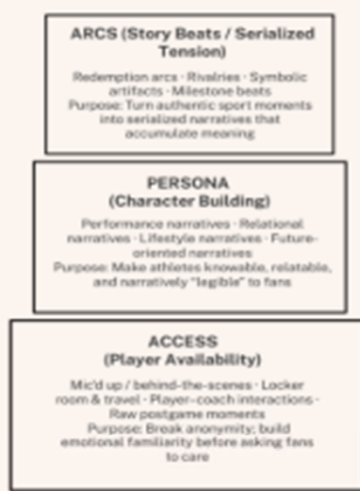 ARCS (Story Beats / Serialized
Tension)
Redemption arcs · Rivalries · Symbolic
artifacts · Milestone beats
Purpose: Turn authentic sport moments
into serialized narratives that
accumulate meaning
PERSONA
(Character Building)
Performance narratives · Relational
narratives · Lifestyle narratives · Future-
oriented narratives
Purpose: Make athletes knowable, relatable,
and narratively "legible" to fans
ACCESS
(Player Availability)
Mic'd up / behind-the-scenes · Locker
room & travel · Player-coach interactions ·
Raw postgame moments
Purpose: Break anonymity; build
emotional familiarity before asking fans
to care